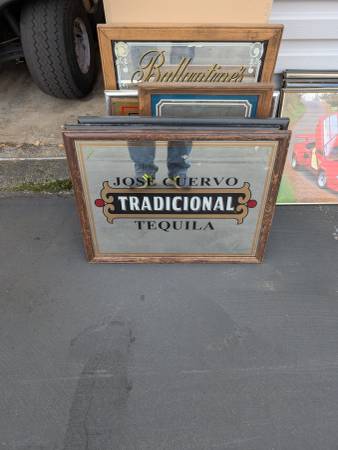 Ballantine's
JOSE CUERVO
TRADICIONAL
TEQUILA